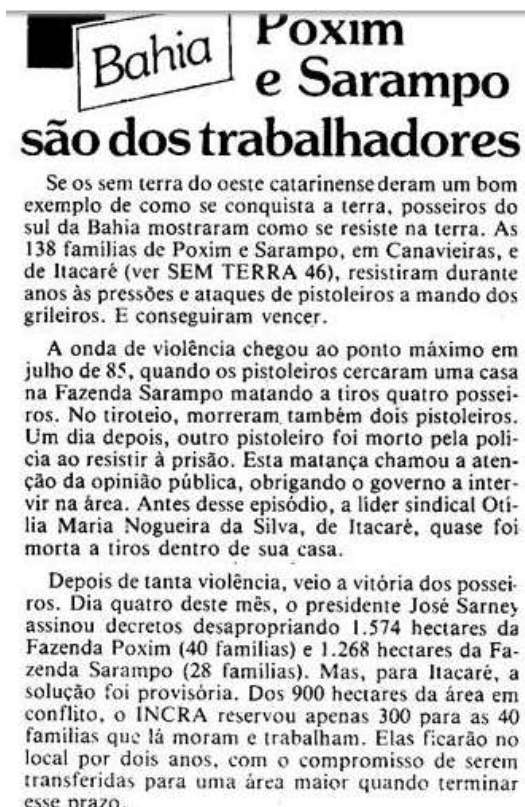 Bahia
Poxim
e Sarampo
são dos trabalhadores
Se os sem terra do oeste catarinense deram um bom
exemplo de como se conquista a terra, posseiros do
sul da Bahia mostraram como se resiste na terra. As
138 famílias de Poxim e Sarampo, em Canavieiras, e
de Itacaré (ver SEM TERRA 46), resistiram durante
anos às pressões e ataques de pistoleiros a mando dos
grileiros. E conseguiram vencer.
A onda de violência chegou ao ponto máximo em
julho de 85, quando os pistoleiros cercaram uma casa
na Fazenda Sarampo matando a tiros quatro possei-
ros. No tiroteio, morreram também dois pistoleiros.
Um dia depois, outro pistoleiro foi morto pela polí-
cia ao resistir à prisão. Esta matança chamou a aten-
ção da opinião pública, obrigando o governo a inter-
vir na área. Antes desse episódio, a líder sindical Otí-
lia Maria Nogueira da Silva, de Itacaré, quase foi
morta a tiros dentro de sua casa.
Depois de tanta violência, veio a vitória dos possei-
ros. Dia quatro deste mês, o presidente José Sarney
assinou decretos desapropriando 1.574 hectares da
Fazenda Poxim (40 famílias) e 1.268 hectares da Fa-
zenda Sarampo (28 famílias). Mas, para Itacaré, a
solução foi provisória. Dos 900 hectares da área em
conflito, o INCRA reservou apenas 300 para as 40
famílias que lá moram e trabalham. Elas ficarão no
local por dois anos, com o compromisso de serem
transferidas para uma área maior quando terminar
esse prazo.